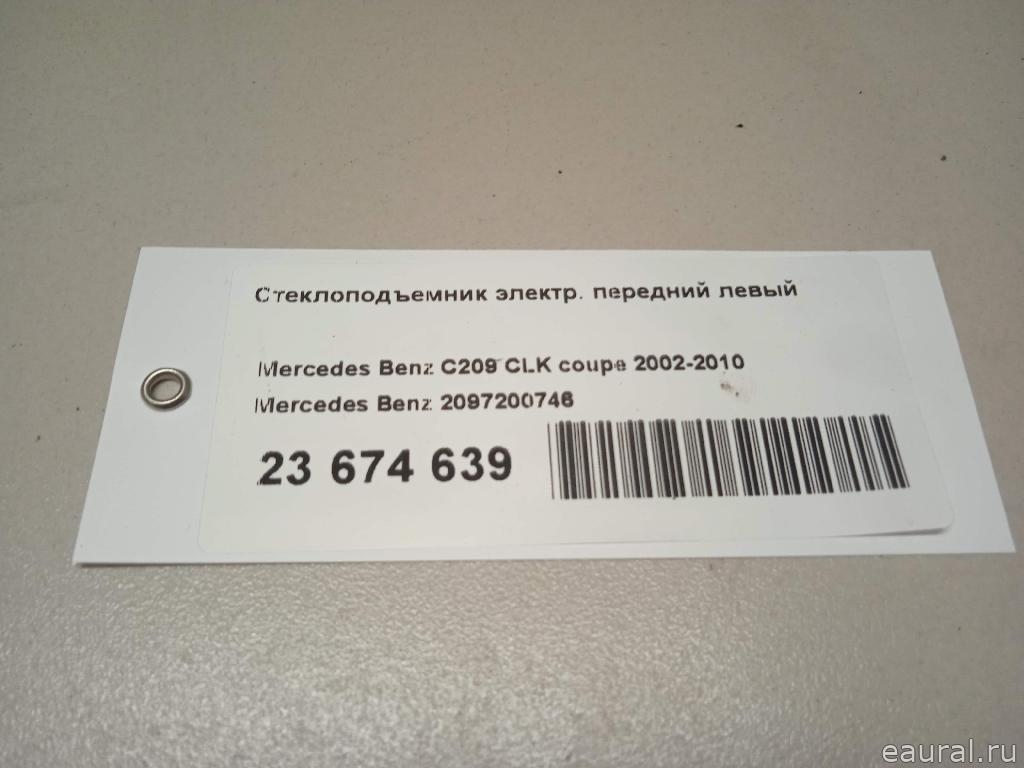 Стеклоподъемник электр. передний левый
Mercedes Benz C209 CLK coupe 2002-2010
Mercedes Benz 2097200746
23 674 639
eaural.ru